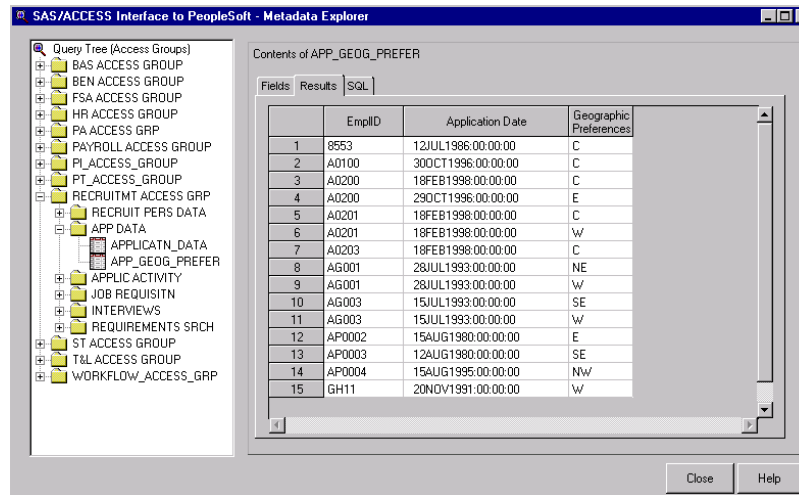 SAS/ACCESS Interface to PeopleSoft - Metadata Explorer
Query Tree (Access Groups)
BAS ACCESS GROUP
BEN ACCESS GROUP
FSA ACCESS GROUP
HR ACCESS GROUP
PA ACCESS GRP
PAYROLL ACCESS GROUP
PI_ACCESS_GROUP
PT_ACCESS_GROUP
RECRUITMT ACCESS GRP
RECRUIT PERS DATA
APP DATA
APPLICATN_DATA
APP_GEOG_PREFER
APPLIC ACTIVITY
JOB REQUISITN
INTERVIEWS
REQUIREMENTS SRCH
ST ACCESS GROUP
T&L ACCESS GROUP
WORKFLOW_ACCESS_GRP
Contents of APP_GEOG_PREFER
Fields Results SQL
EmplID Application Date Geographic Preferences
1 8553 12JUL1986:00:00:00 C
2 A0100 30OCT1996:00:00:00 C
3 A0200 18FEB1998:00:00:00 C
4 A0200 29OCT1996:00:00:00 E
5 A0201 18FEB1998:00:00:00 C
6 A0201 18FEB1998:00:00:00 W
7 A0203 18FEB1998:00:00:00 C
8 AG001 28JUL1993:00:00:00 NE
9 AG001 28JUL1993:00:00:00 W
10 AG003 15JUL1993:00:00:00 SE
11 AG003 15JUL1993:00:00:00 W
12 AP0002 15AUG1980:00:00:00 E
13 AP0003 12AUG1980:00:00:00 SE
14 AP0004 15AUG1995:00:00:00 NW
15 GH11 20NOV1991:00:00:00 W
Close Help